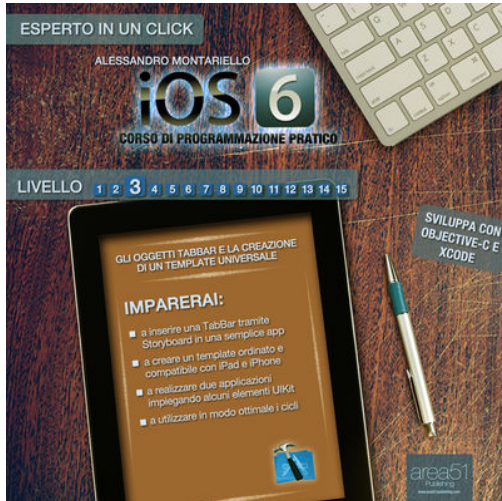 ESPERTO IN UN CLICK
ALESSANDRO MONTARIELLO
iOS 6
CORSO DI PROGRAMMAZIONE PRATICO
LIVELLO 1 2 3 4 5 6 7 8 9 10 11 12 13 14 15
SVILUPPA CON
OBJECTIVE-C E
XCODE
GLI OGGETTI TABBAR E LA CREAZIONE
DI UN TEMPLATE UNIVERSALE
IMPARERAI:
a inserire una TabBar tramite
Storyboard in una semplice app
a creare un template ordinato e
compatibile con iPad e iPhone
a realizzare due applicazioni
impiegando alcuni elementi UIKit
a utilizzare in modo ottimale i cicli
area51
Publishing